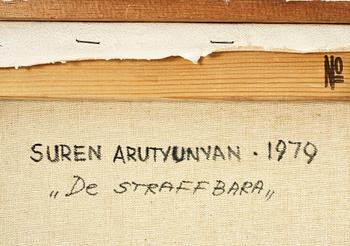 No
SUREN ARUTYUNYAN · 1979
„De STRAFFBARA„